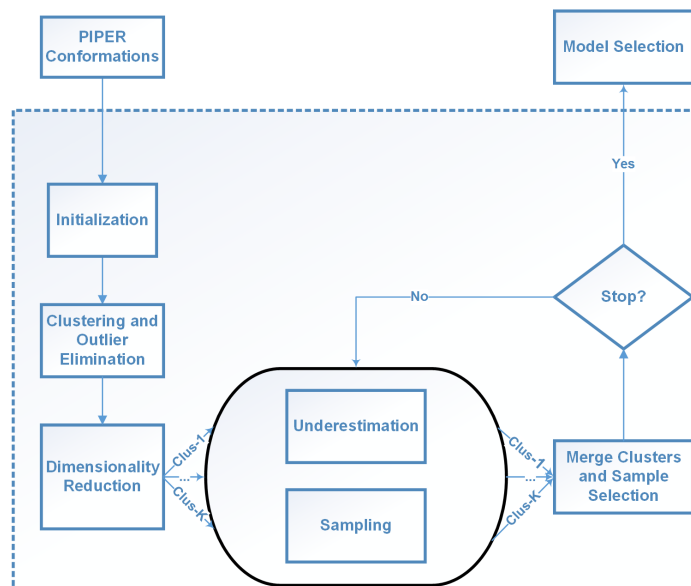 PIPER
Conformations
Model Selection
Yes
Initialization
No
Stop?
Clustering and
Outlier
Elimination
Underestimation
Clus-1
...
Clus-K
Dimensionality
Reduction
Sampling
Clus-1
...
Clus-K
Merge Clusters
and Sample
Selection